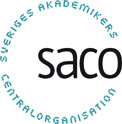 SVERIGES AKADEMIKERS
saco
CENTRALORGANISATION